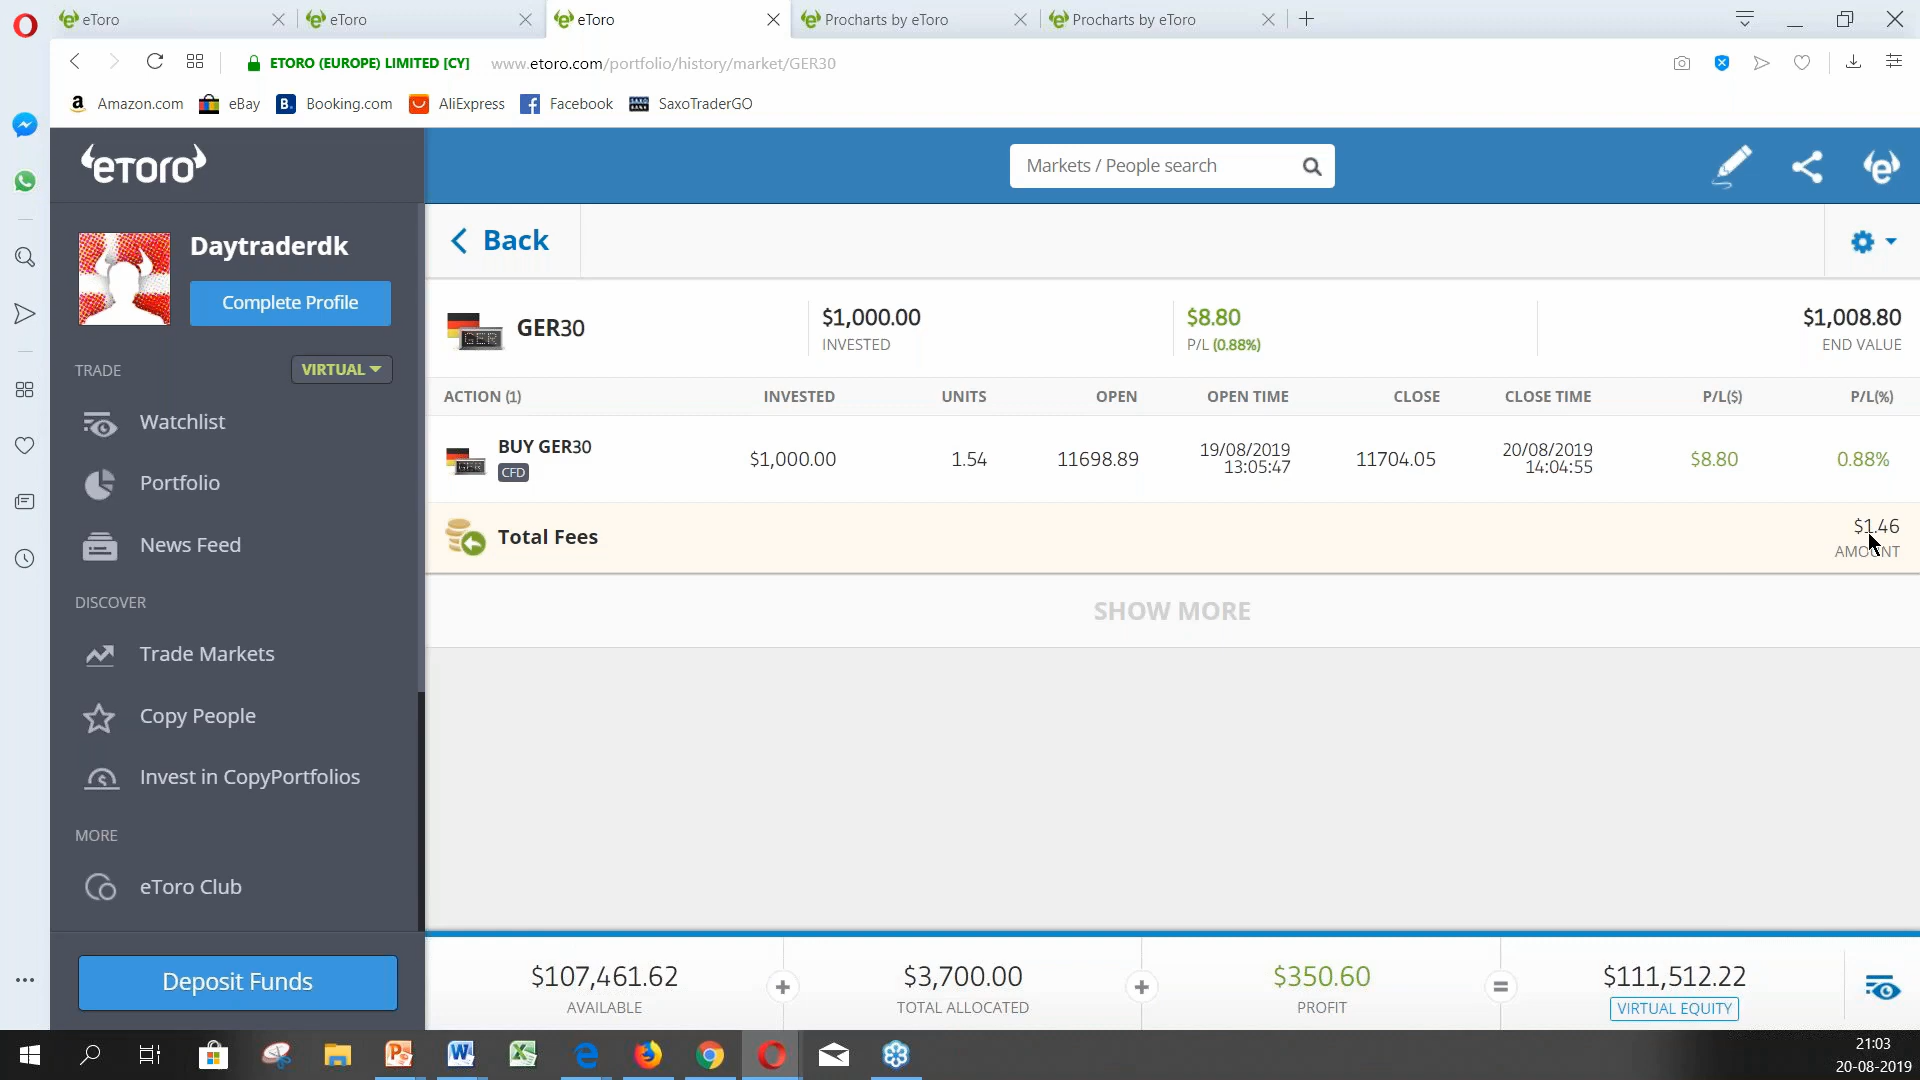 eToro
eToro
eToro
Procharts by eToro
Procharts by eToro
ETORO (EUROPE) LIMITED [CY]
www.etoro.com/portfolio/history/market/GER30
Amazon.com
eBay
Booking.com
AliExpress
Facebook
SaxoTraderGO
eToro
Markets / People search
Daytraderdk
Complete Profile
TRADE
VIRTUAL
Watchlist
Portfolio
News Feed
DISCOVER
Trade Markets
Copy People
Invest in CopyPortfolios
MORE
eToro Club
Deposit Funds
Back
GER30
$1,000.00
INVESTED
$8.80
P/L (0.88%)
$1,008.80
END VALUE
ACTION (1) INVESTED UNITS OPEN OPEN TIME CLOSE CLOSE TIME P/L($) P/L(%)
BUY GER30
CFD
$1,000.00
1.54
11698.89
19/08/2019
13:05:47
11704.05
20/08/2019
14:04:55
$8.80
0.88%
Total Fees
$1.46
AMOUNT
SHOW MORE
$107,461.62
AVAILABLE
$3,700.00
TOTAL ALLOCATED
$350.60
PROFIT
$111,512.22
VIRTUAL EQUITY
21:03
20-08-2019